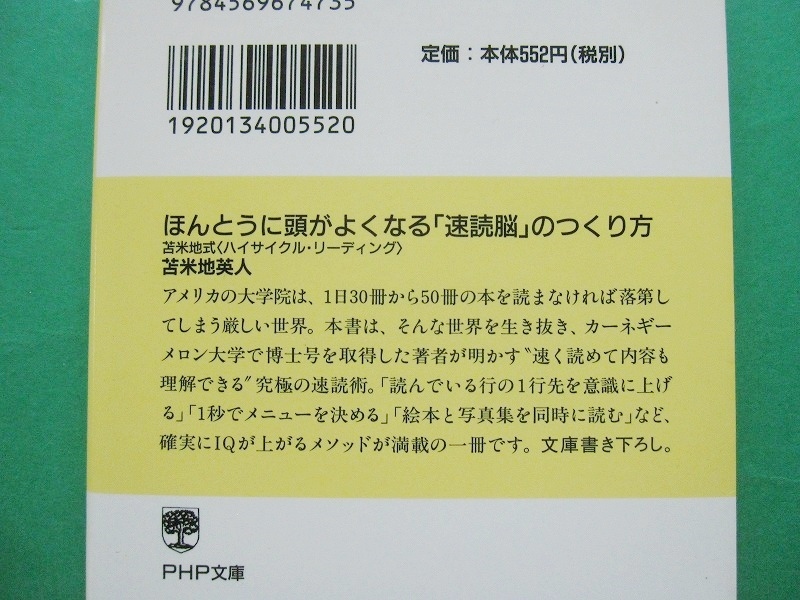 9784569674735
定価：本体552円（税別）
1920134005520
ほんとうに頭がよくなる「速読脳」のつくり方
苫米地式〈ハイサイクル・リーディング〉
苫米地英人
アメリカの大学院は、1日30冊から50冊の本を読まなければ落第し
てしまう厳しい世界。本書は、そんな世界を生き抜き、カーネギー
メロン大学で博士号を取得した著者が明かす〝速く読めて内容も
理解できる〟究極の速読術。「読んでいる行の1行先を意識に上げ
る」「1秒でメニューを決める」「絵本と写真集を同時に読む」など、
確実にIQが上がるメソッドが満載の一冊です。文庫書き下ろし。
PHP文庫